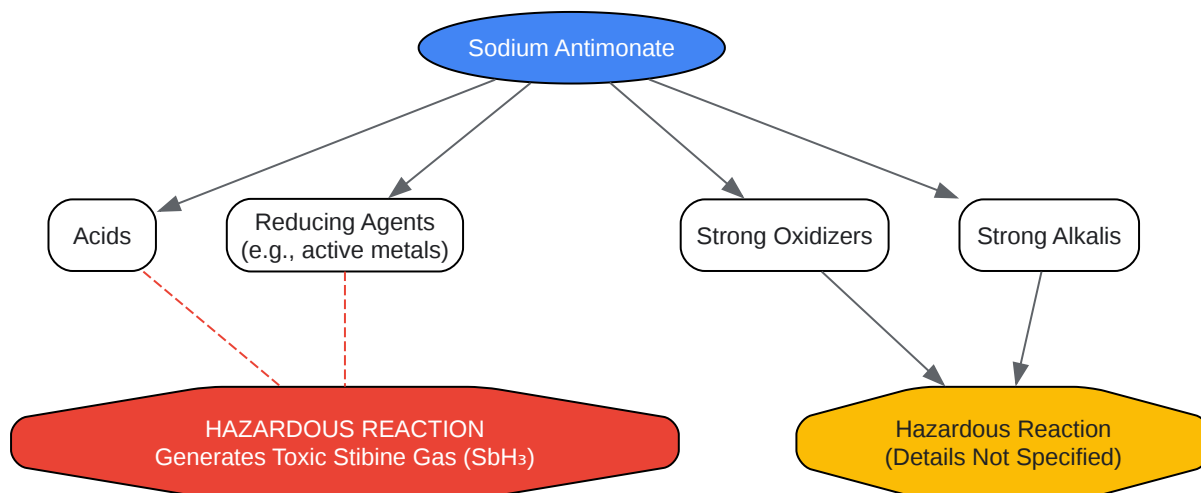 Sodium Antimonate
Acids
Reducing Agents
(e.g., active metals)
Strong Oxidizers
Strong Alkalis
HAZARDOUS REACTION
Generates Toxic Stibine Gas (SbH₃)
Hazardous Reaction
(Details Not Specified)